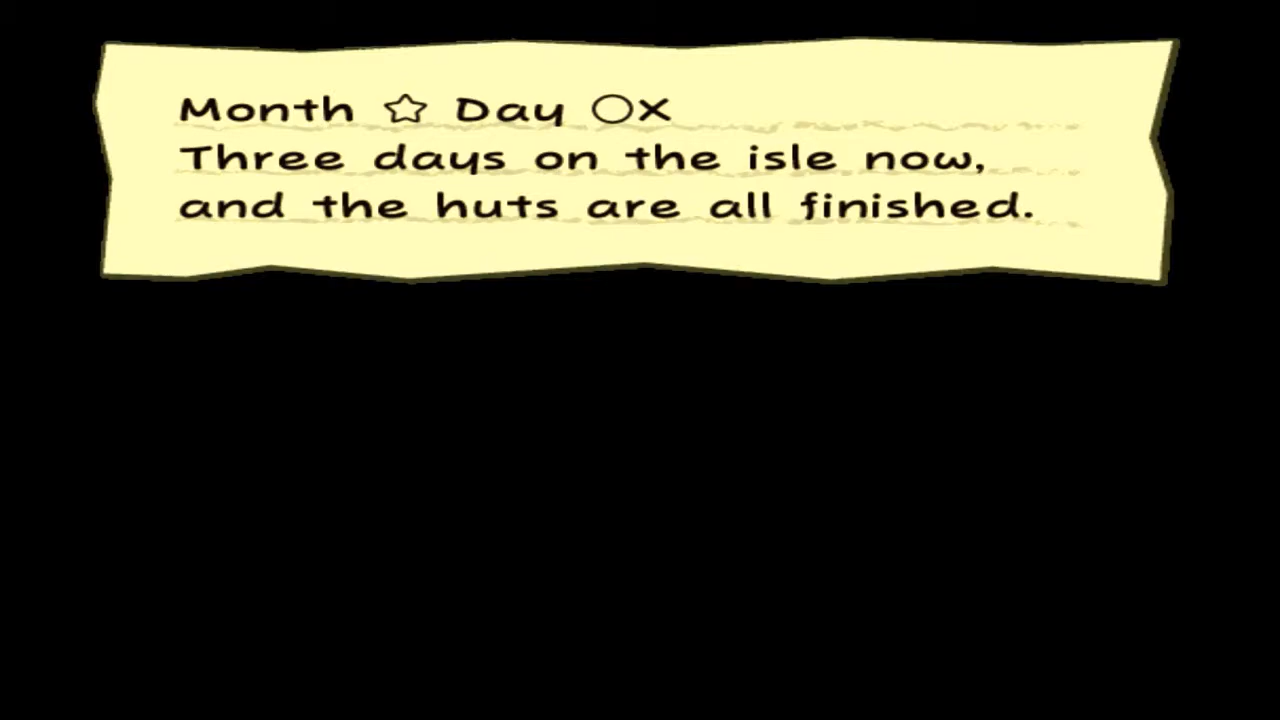 Month ☆ Day ○×
Three days on the isle now,
and the huts are all finished.